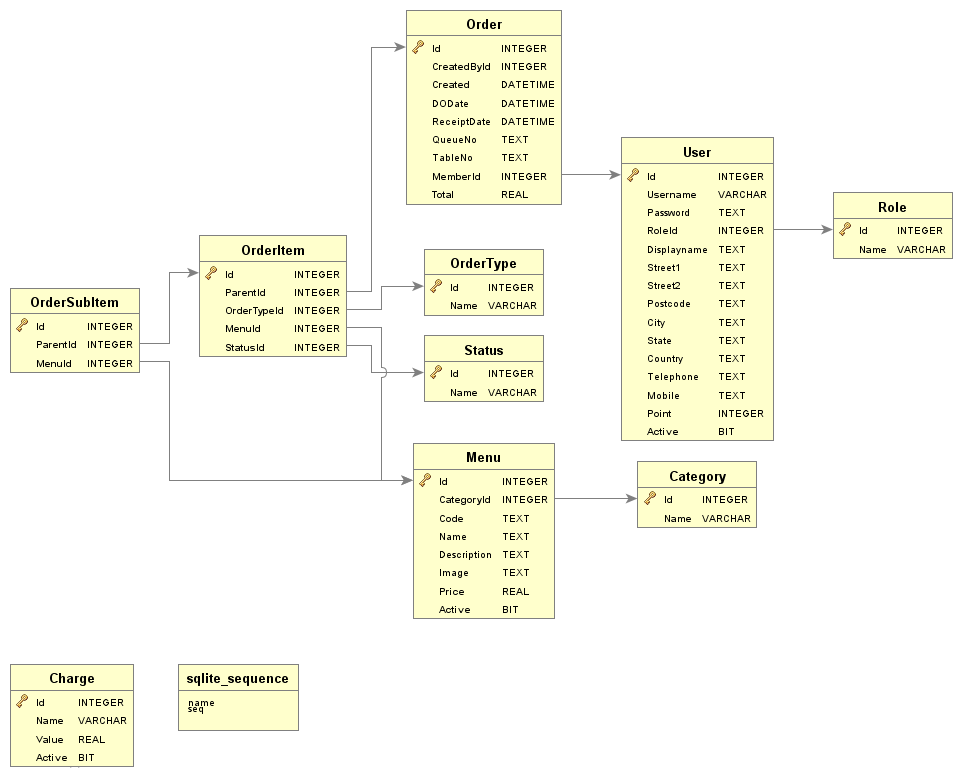 Order
Id INTEGER
CreatedById INTEGER
Created DATETIME
DODate DATETIME
ReceiptDate DATETIME
QueueNo TEXT
TableNo TEXT
MemberId INTEGER
Total REAL
User
Id INTEGER
Username VARCHAR
Password TEXT
RoleId INTEGER
Displayname TEXT
Street1 TEXT
Street2 TEXT
Postcode TEXT
City TEXT
State TEXT
Country TEXT
Telephone TEXT
Mobile TEXT
Point INTEGER
Active BIT
Role
Id INTEGER
Name VARCHAR
OrderItem
Id INTEGER
ParentId INTEGER
OrderTypeId INTEGER
MenuId INTEGER
StatusId INTEGER
OrderType
Id INTEGER
Name VARCHAR
OrderSubItem
Id INTEGER
ParentId INTEGER
MenuId INTEGER
Status
Id INTEGER
Name VARCHAR
Menu
Id INTEGER
CategoryId INTEGER
Code TEXT
Name TEXT
Description TEXT
Image TEXT
Price REAL
Active BIT
Category
Id INTEGER
Name VARCHAR
Charge
Id INTEGER
Name VARCHAR
Value REAL
Active BIT
sqlite_sequence
name
seq